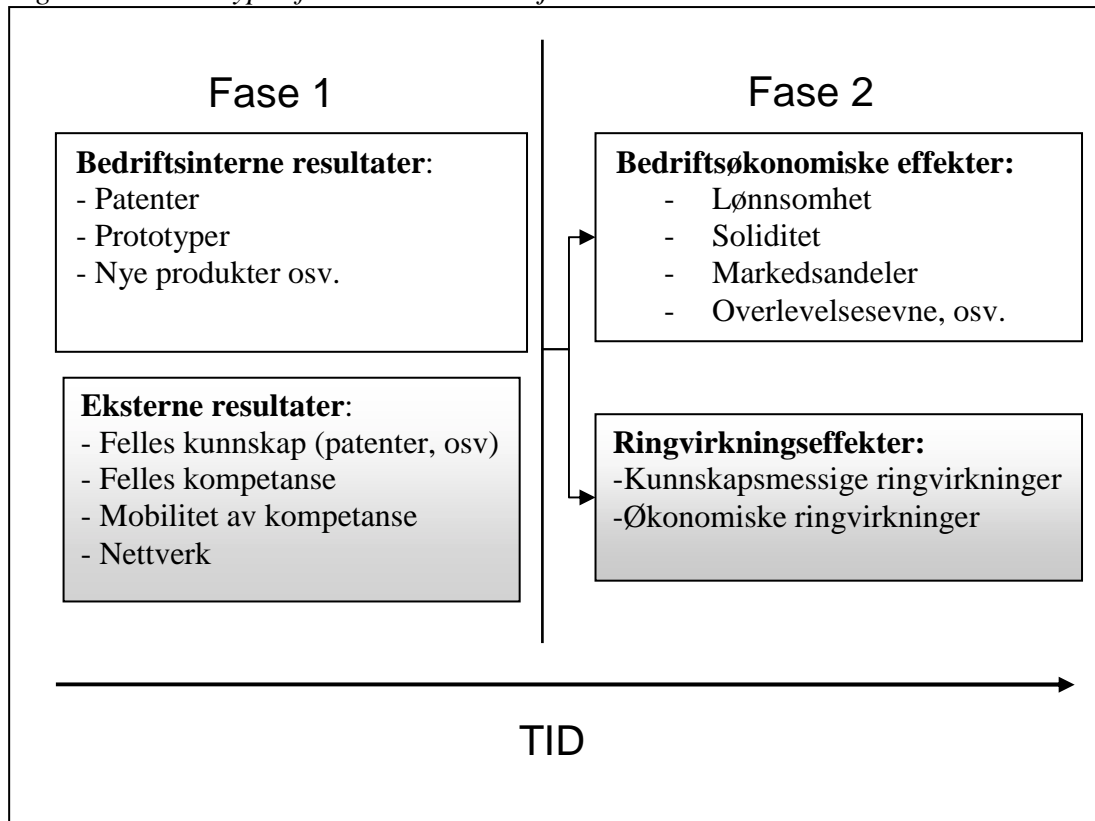 Fase 1
Bedriftsinterne resultater:
- Patenter
- Prototyper
- Nye produkter osv.
Eksterne resultater:
- Felles kunnskap (patenter, osv)
- Felles kompetanse
- Mobilitet av kompetanse
- Nettverk
Fase 2
Bedriftsøkonomiske effekter:
- Lønnsomhet
- Soliditet
- Markedsandeler
- Overlevelsesevne, osv.
Ringvirkningseffekter:
-Kunnskapsmessige ringvirkninger
-Økonomiske ringvirkninger
TID